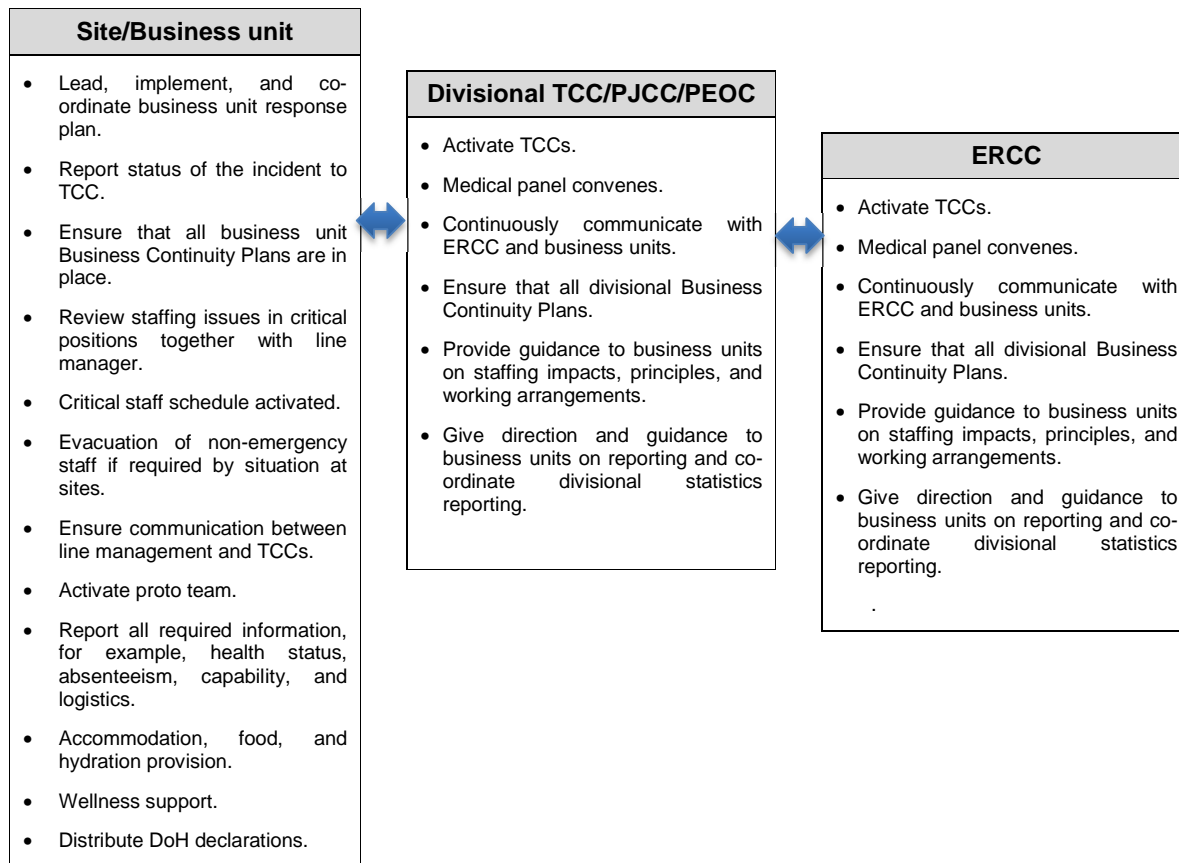 Site/Business unit
• Lead, implement, and co-
ordinate business unit response
plan.
• Report status of the incident to
TCC.
• Ensure that all business unit
Business Continuity Plans are in
place.
• Review staffing issues in critical
positions together with line
manager.
• Critical staff schedule activated.
• Evacuation of non-emergency
staff if required by situation at
sites.
• Ensure communication between
line management and TCCs.
• Activate proto team.
• Report all required information,
for example, health status,
absenteeism, capability, and
logistics.
• Accommodation, food, and
hydration provision.
• Wellness support.
• Distribute DoH declarations.
Divisional TCC/PJCC/PEOC
• Activate TCCs.
• Medical panel convenes.
• Continuously communicate with
ERCC and business units.
• Ensure that all divisional Business
Continuity Plans.
• Provide guidance to business units
on staffing impacts, principles, and
working arrangements.
• Give direction and guidance to
business units on reporting and co-
ordinate divisional statistics
reporting.
ERCC
• Activate TCCs.
• Medical panel convenes.
• Continuously communicate with
ERCC and business units.
• Ensure that all divisional Business
Continuity Plans.
• Provide guidance to business units
on staffing impacts, principles, and
working arrangements.
• Give direction and guidance to
business units on reporting and co-
ordinate divisional statistics
reporting.
.